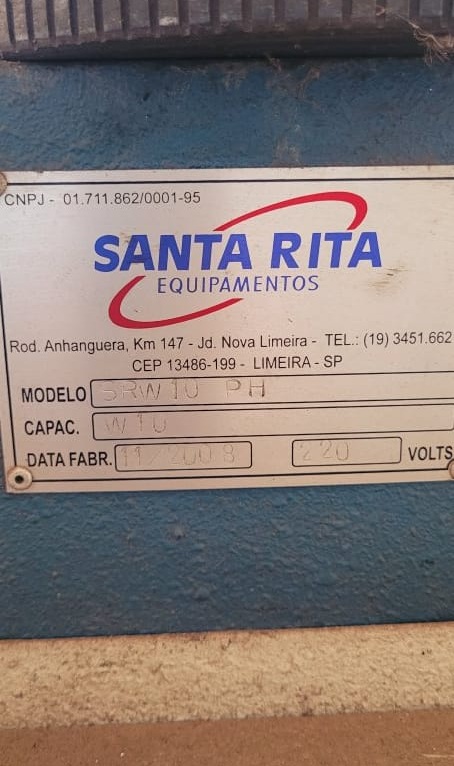 CNPJ - 01.711.862/0001-95
SANTA RITA
EQUIPAMENTOS
Rod. Anhanguera, Km 147 - Jd. Nova Limeira - TEL.: (19) 3451.662
CEP 13486-199 - LIMEIRA - SP
MODELO SRW10 PH
CAPAC. W10
DATA FABR. 11/2008 220 VOLTS